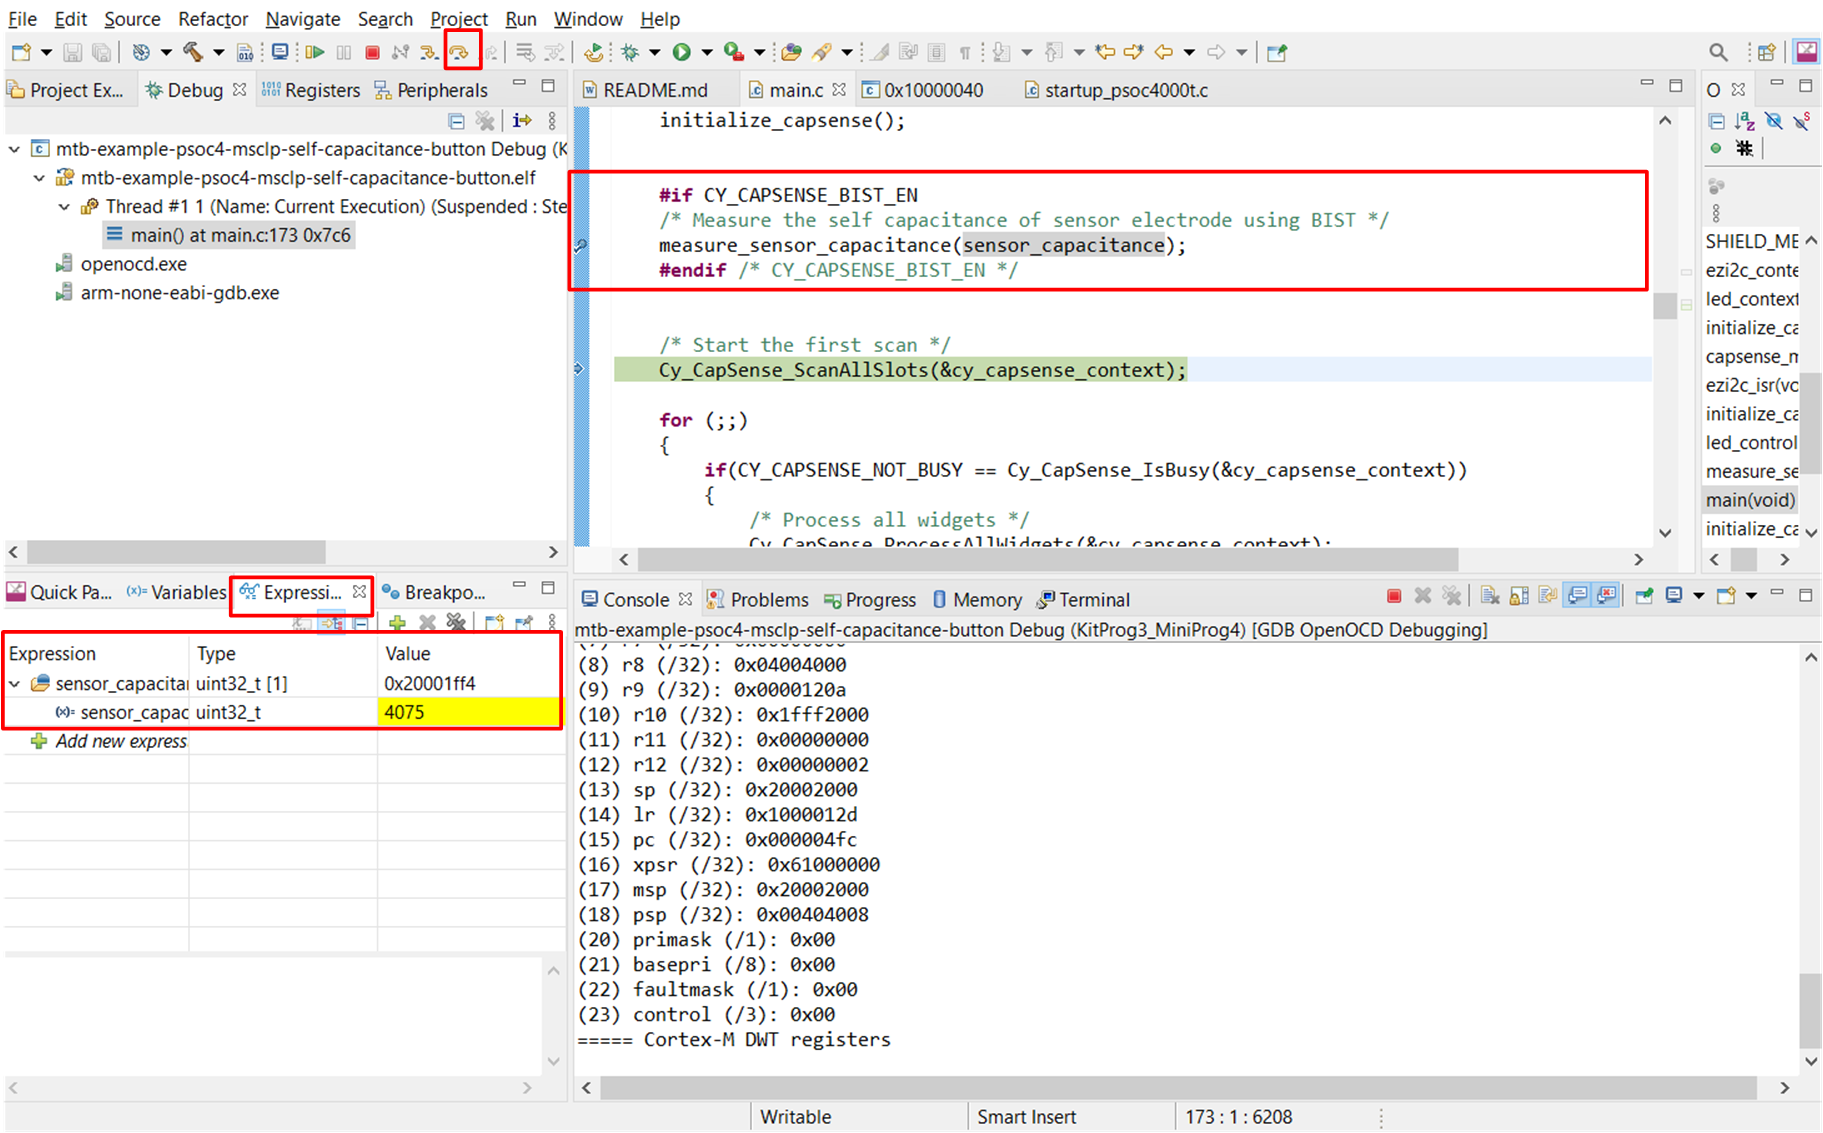 File Edit Source Refactor Navigate Search Project Run Window Help
Project Ex... Debug Registers Peripherals
mtb-example-psoc4-msclp-self-capacitance-button Debug (K
mtb-example-psoc4-msclp-self-capacitance-button.elf
Thread #1 1 (Name: Current Execution) (Suspended : Ste
main() at main.c:173 0x7c6
openocd.exe
arm-none-eabi-gdb.exe
README.md main.c 0x10000040 startup_psoc4000t.c
initialize_capsense();
#if CY_CAPSENSE_BIST_EN
/* Measure the self capacitance of sensor electrode using BIST */
measure_sensor_capacitance(sensor_capacitance);
#endif /* CY_CAPSENSE_BIST_EN */
/* Start the first scan */
Cy_CapSense_ScanAllSlots(&cy_capsense_context);
for (;;)
{
if(CY_CAPSENSE_NOT_BUSY == Cy_CapSense_IsBusy(&cy_capsense_context))
{
/* Process all widgets */
Cy_CapSense_ProcessAllWidgets(&cy_capsense_context);
O
SHIELD_ME
ezi2c_conte
led_context
initialize_ca
capsense_m
ezi2c_isr(vo
initialize_ca
led_control
measure_se
main(void)
initialize_ca
Quick Pa... (x)= Variables Expressi... Breakpo...
Expression Type Value
sensor_capacitan uint32_t [1] 0x20001ff4
(x)= sensor_capac uint32_t 4075
Add new express
Console Problems Progress Memory Terminal
mtb-example-psoc4-msclp-self-capacitance-button Debug (KitProg3_MiniProg4) [GDB OpenOCD Debugging]
(7) r7 (/32): 0x00000000
(8) r8 (/32): 0x04004000
(9) r9 (/32): 0x0000120a
(10) r10 (/32): 0x1fff2000
(11) r11 (/32): 0x00000000
(12) r12 (/32): 0x00000002
(13) sp (/32): 0x20002000
(14) lr (/32): 0x1000012d
(15) pc (/32): 0x000004fc
(16) xpsr (/32): 0x61000000
(17) msp (/32): 0x20002000
(18) psp (/32): 0x00404008
(20) primask (/1): 0x00
(21) basepri (/8): 0x00
(22) faultmask (/1): 0x00
(23) control (/3): 0x00
===== Cortex-M DWT registers
Writable Smart Insert 173 : 1 : 6208